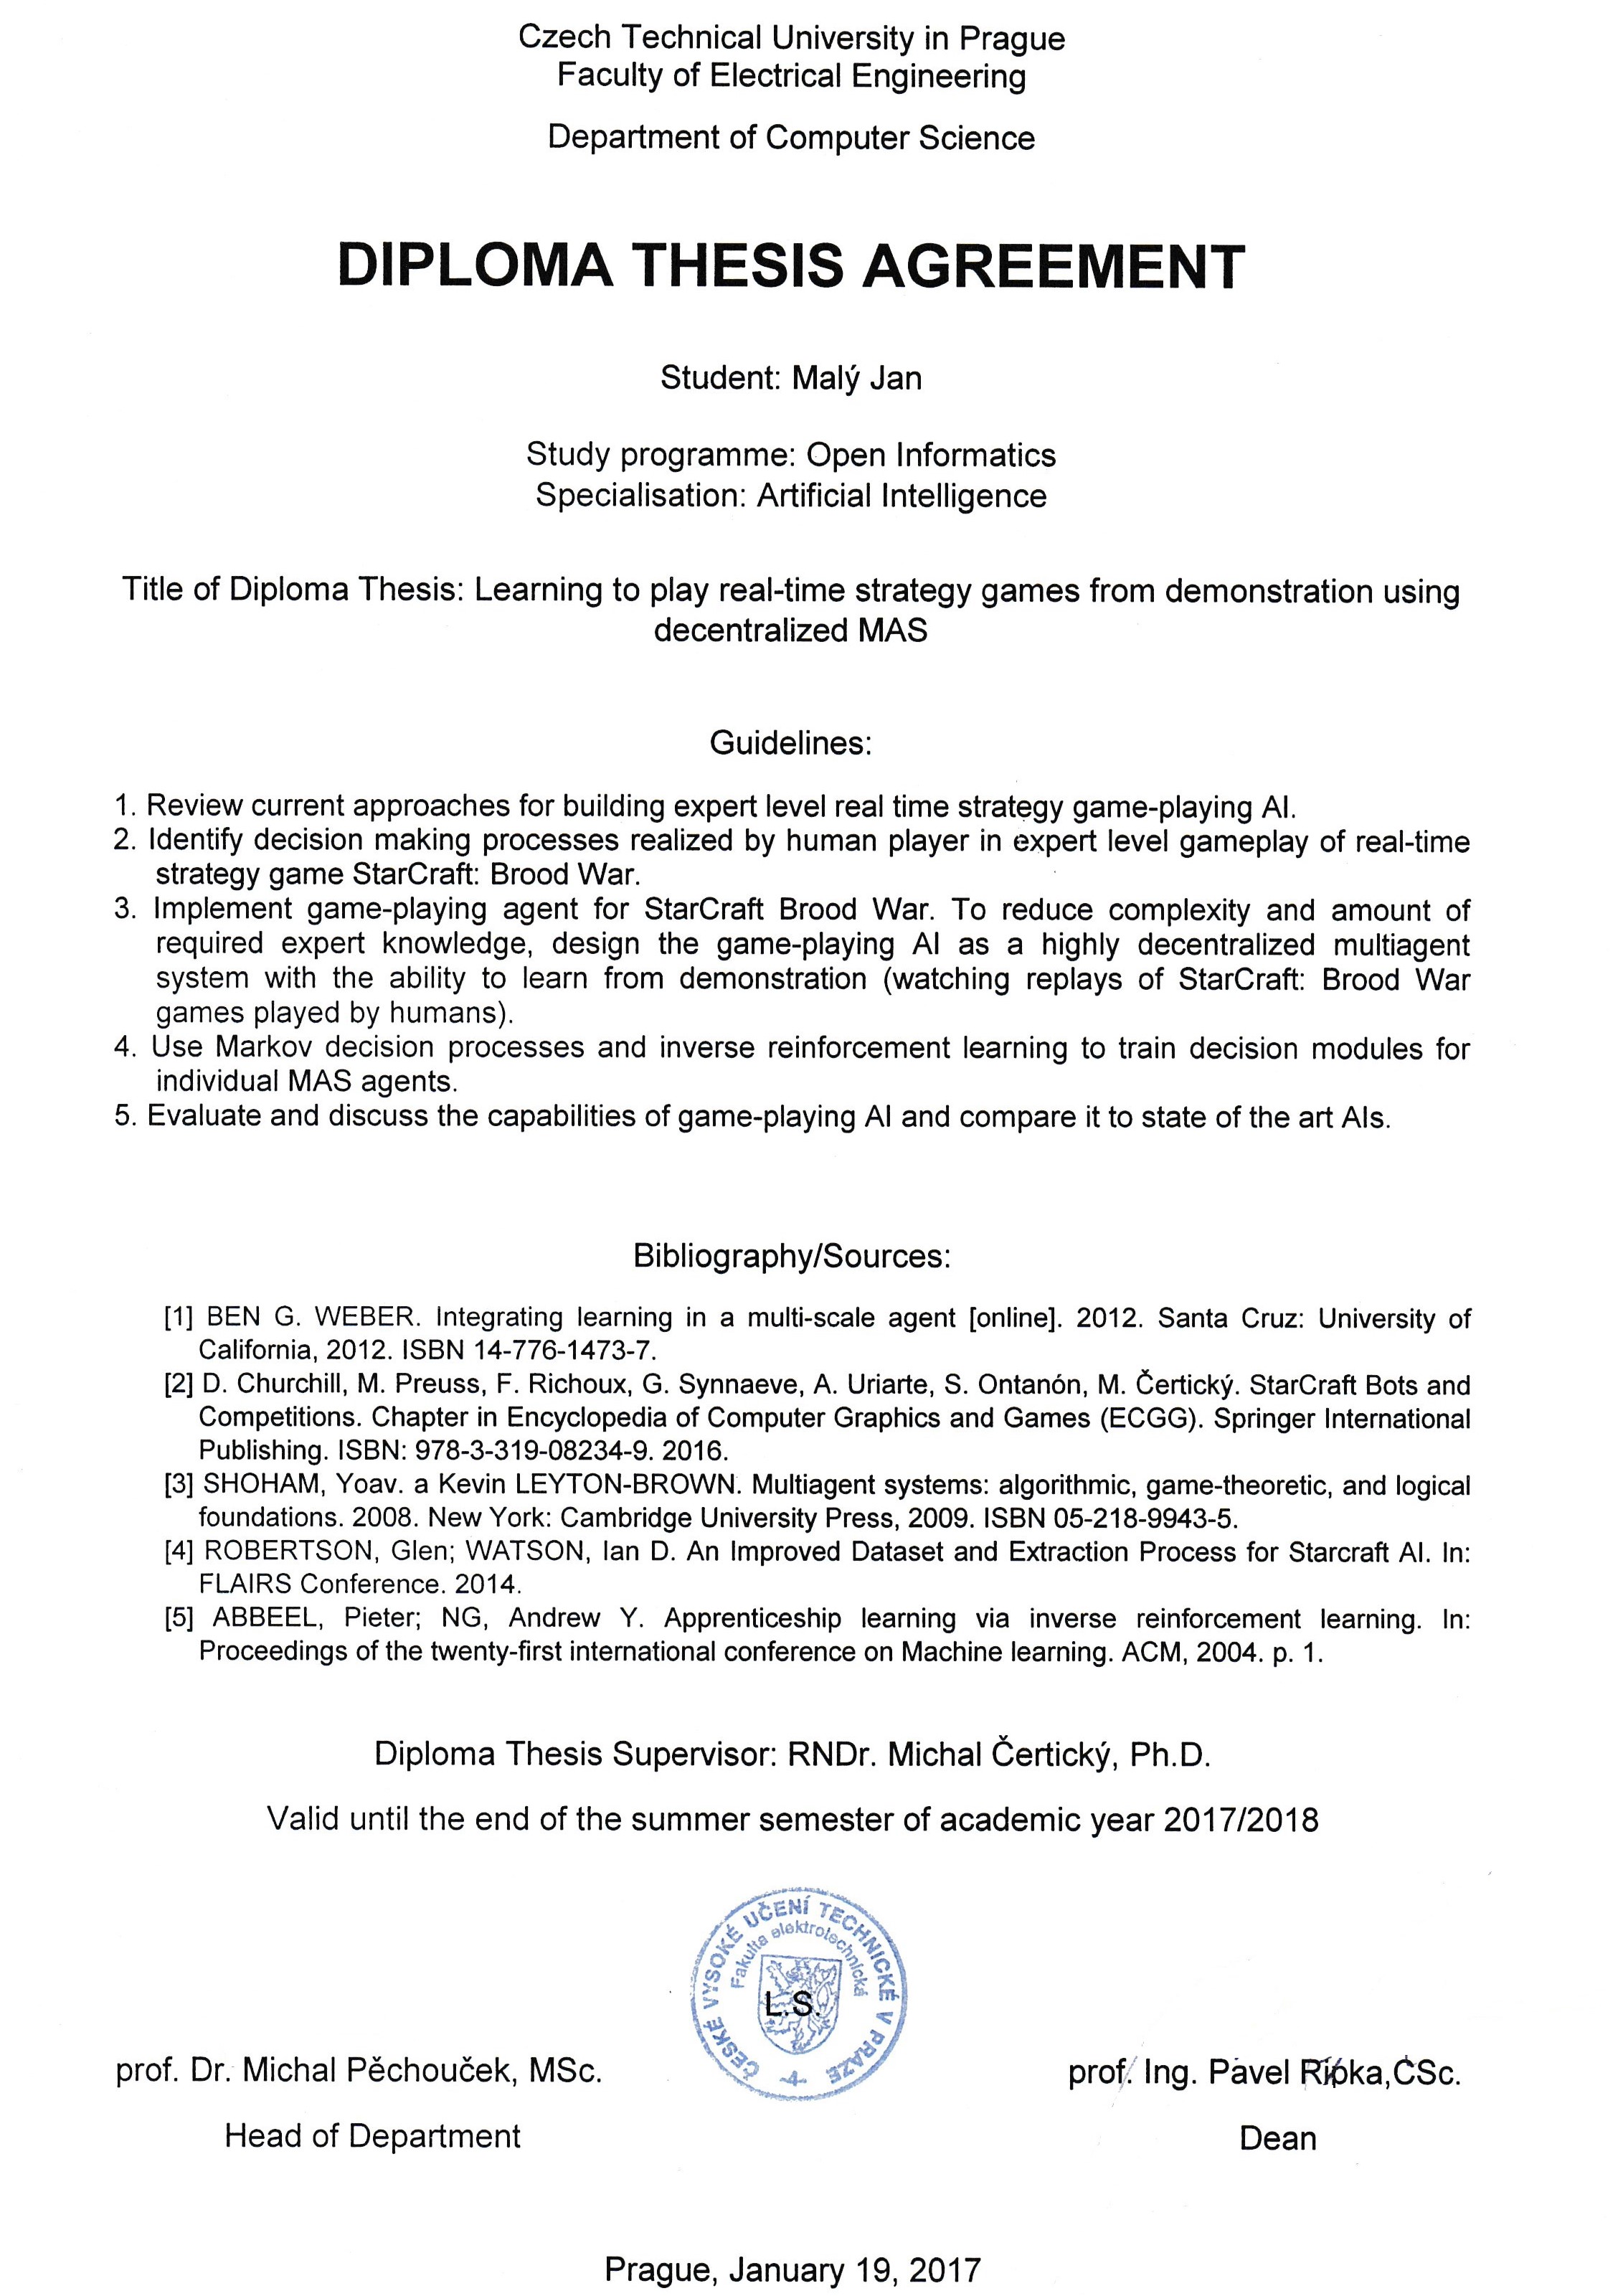 Czech Technical University in Prague
Faculty of Electrical Engineering
Department of Computer Science
DIPLOMA THESIS AGREEMENT
Student: Malý Jan
Study programme: Open Informatics
Specialisation: Artificial Intelligence
Title of Diploma Thesis: Learning to play real-time strategy games from demonstration using
decentralized MAS
Guidelines:
1. Review current approaches for building expert level real time strategy game-playing AI.
2. Identify decision making processes realized by human player in expert level gameplay of real-time
strategy game StarCraft: Brood War.
3. Implement game-playing agent for StarCraft Brood War. To reduce complexity and amount of
required expert knowledge, design the game-playing AI as a highly decentralized multiagent
system with the ability to learn from demonstration (watching replays of StarCraft: Brood War
games played by humans).
4. Use Markov decision processes and inverse reinforcement learning to train decision modules for
individual MAS agents.
5. Evaluate and discuss the capabilities of game-playing AI and compare it to state of the art AIs.
Bibliography/Sources:
[1] BEN G. WEBER. Integrating learning in a multi-scale agent [online]. 2012. Santa Cruz: University of
California, 2012. ISBN 14-776-1473-7.
[2] D. Churchill, M. Preuss, F. Richoux, G. Synnaeve, A. Uriarte, S. Ontanón, M. Čertický. StarCraft Bots and
Competitions. Chapter in Encyclopedia of Computer Graphics and Games (ECGG). Springer International
Publishing. ISBN: 978-3-319-08234-9. 2016.
[3] SHOHAM, Yoav. a Kevin LEYTON-BROWN. Multiagent systems: algorithmic, game-theoretic, and logical
foundations. 2008. New York: Cambridge University Press, 2009. ISBN 05-218-9943-5.
[4] ROBERTSON, Glen; WATSON, Ian D. An Improved Dataset and Extraction Process for Starcraft AI. In:
FLAIRS Conference. 2014.
[5] ABBEEL, Pieter; NG, Andrew Y. Apprenticeship learning via inverse reinforcement learning. In:
Proceedings of the twenty-first international conference on Machine learning. ACM, 2004. p. 1.
Diploma Thesis Supervisor: RNDr. Michal Čertický, Ph.D.
Valid until the end of the summer semester of academic year 2017/2018
ČESKÉ VYSOKÉ UČENÍ TECHNICKÉ V PRAZE
Fakulta elektrotechnická
L.S.
-4-
prof. Dr. Michal Pěchouček, MSc.
Head of Department
prof. Ing. Pavel Ripka, CSc.
Dean
Prague, January 19, 2017